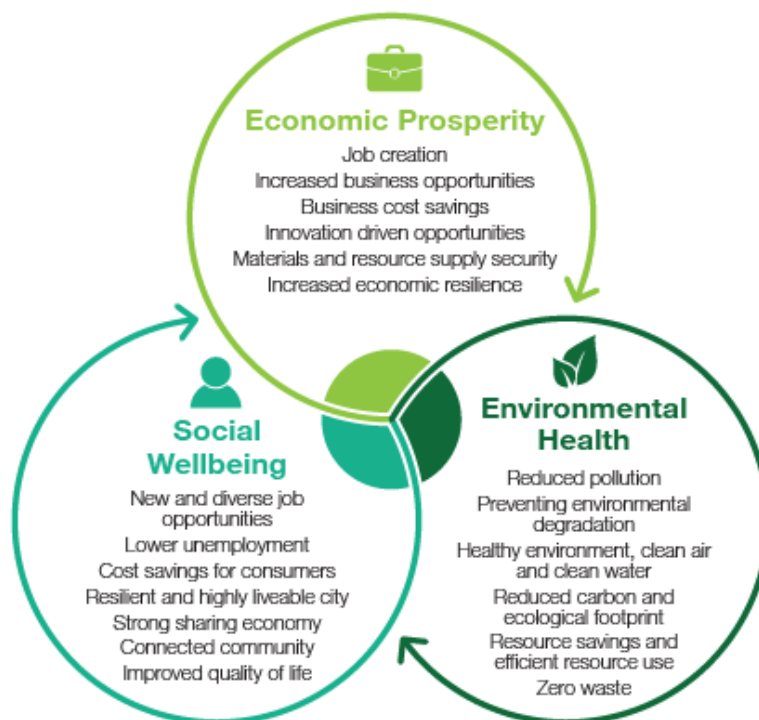 Economic Prosperity
Job creation
Increased business opportunities
Business cost savings
Innovation driven opportunities
Materials and resource supply security
Increased economic resilience
Social
Wellbeing
New and diverse job
opportunities
Lower unemployment
Cost savings for consumers
Resilient and highly liveable city
Strong sharing economy
Connected community
Improved quality of life
Environmental
Health
Reduced pollution
Preventing environmental
degradation
Healthy environment, clean air
and clean water
Reduced carbon and
ecological footprint
Resource savings and
efficient resource use
Zero waste